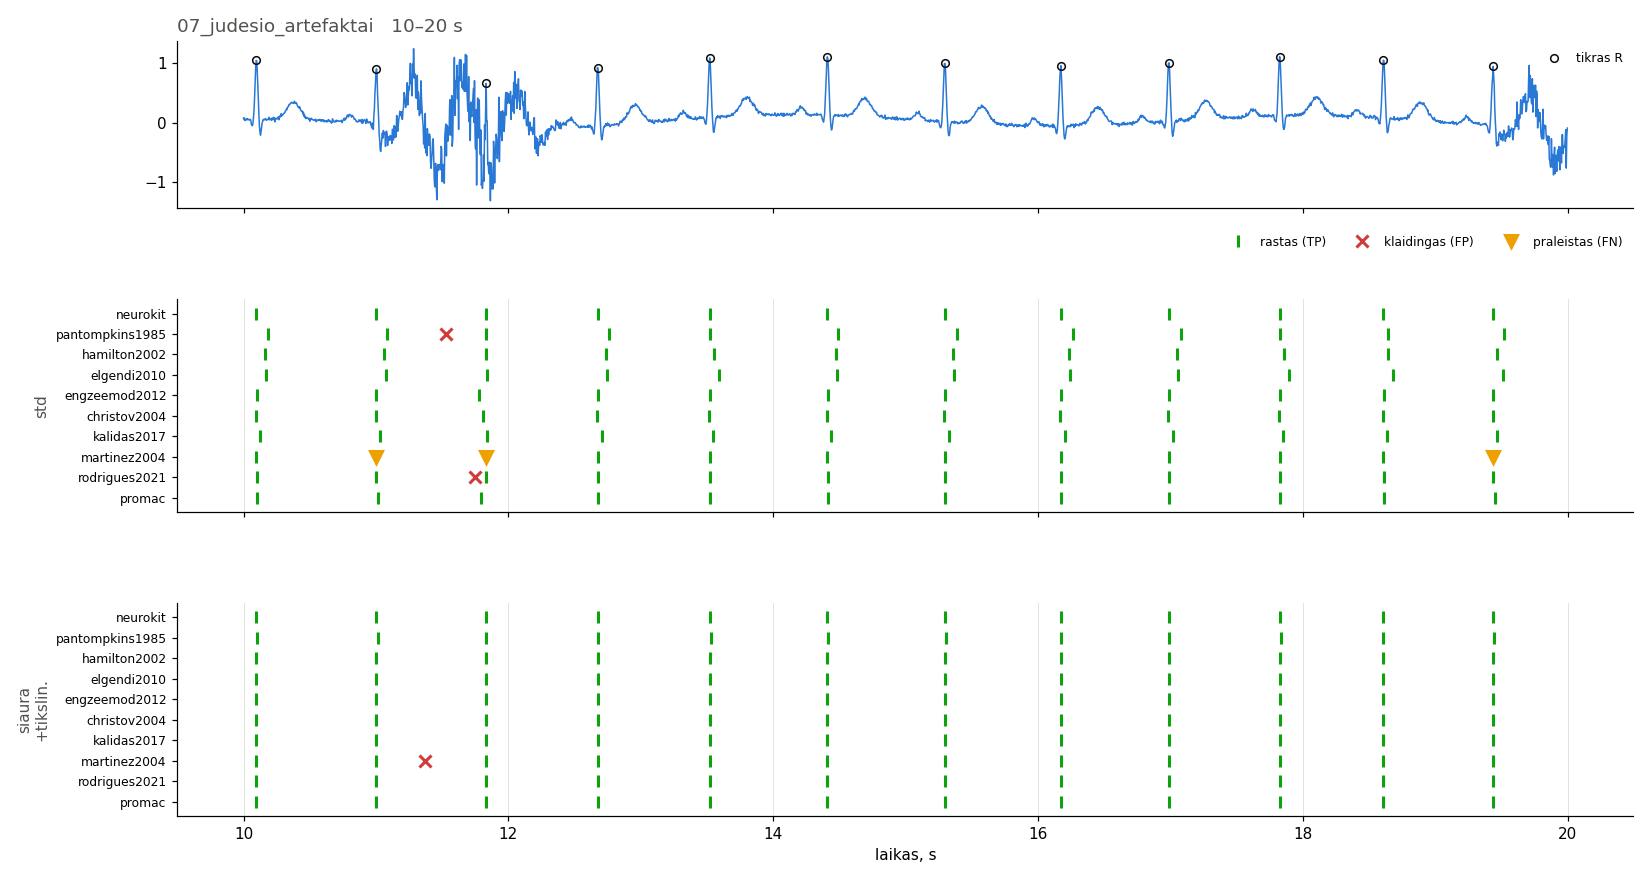 07_judesio_artefaktai   10–20 s
1
0
−1
tikras R
rastas (TP)
klaidingas (FP)
praleistas (FN)
std
neurokit
pantompkins1985
hamilton2002
elgendi2010
engzeemod2012
christov2004
kalidas2017
martinez2004
rodrigues2021
promac
siaura
+tikslin.
neurokit
pantompkins1985
hamilton2002
elgendi2010
engzeemod2012
christov2004
kalidas2017
martinez2004
rodrigues2021
promac
10 12 14 16 18 20
laikas, s